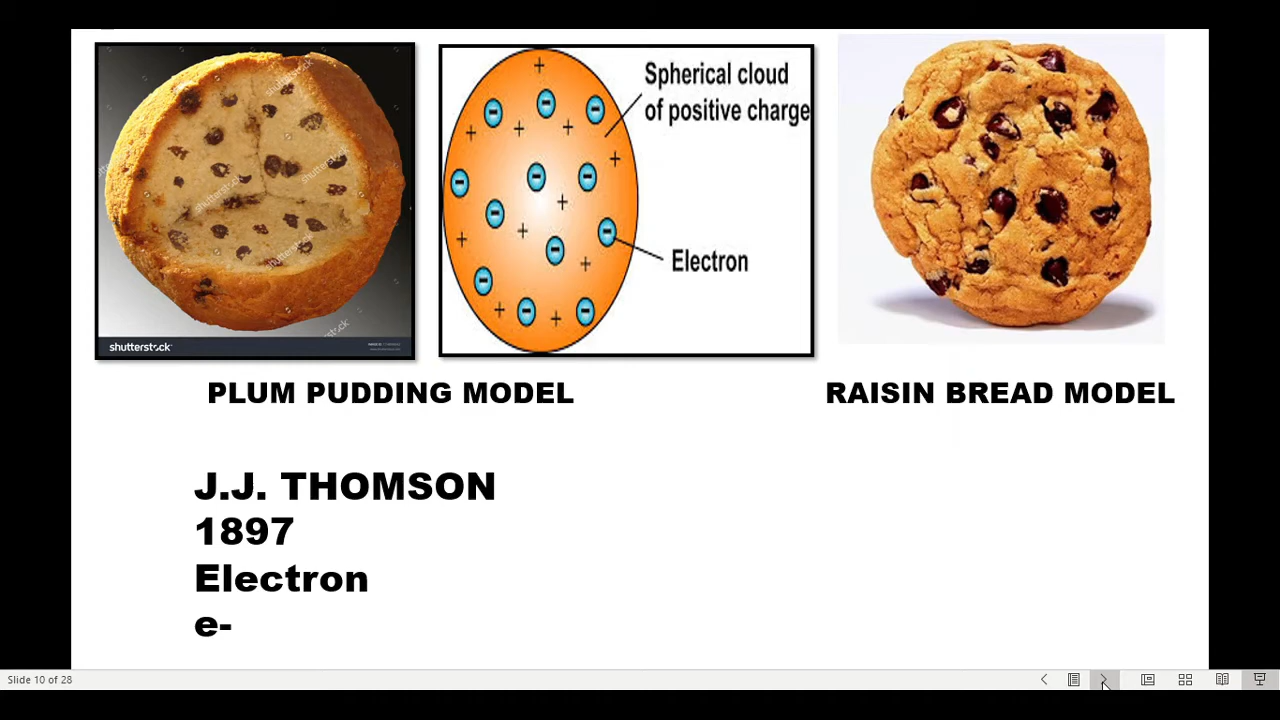 Spherical cloud
of positive charge
Electron
shutterstock
PLUM PUDDING MODEL
RAISIN BREAD MODEL
J.J. THOMSON
1897
Electron
e-
Slide 10 of 28